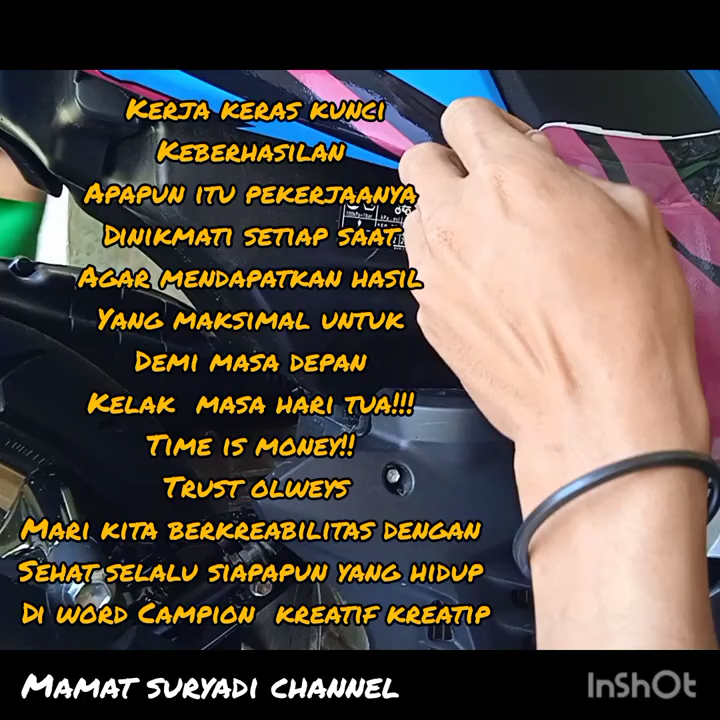 KERJA KERAS KUNCI
KEBERHASILAN
APAPUN ITU PEKERJAANYA
DINIKMATI SETIAP SAAT
AGAR MENDAPATKAN HASIL
YANG MAKSIMAL UNTUK
DEMI MASA DEPAN
KELAK MASA HARI TUA!!!
TIME IS MONEY!!
TRUST OLWEYS
MARI KITA BERKREABILITAS DENGAN
SEHAT SELALU SIAPAPUN YANG HIDUP
DI WORD CAMPION KREATIF KREATIP
MAMAT SURYADI CHANNEL
InShOt